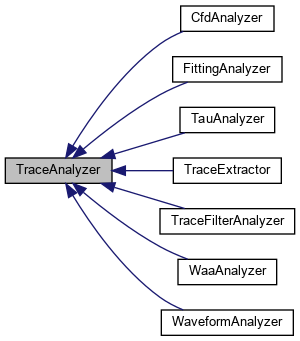 CfdAnalyzer
FittingAnalyzer
TauAnalyzer
TraceAnalyzer
TraceExtractor
TraceFilterAnalyzer
WaaAnalyzer
WaveformAnalyzer